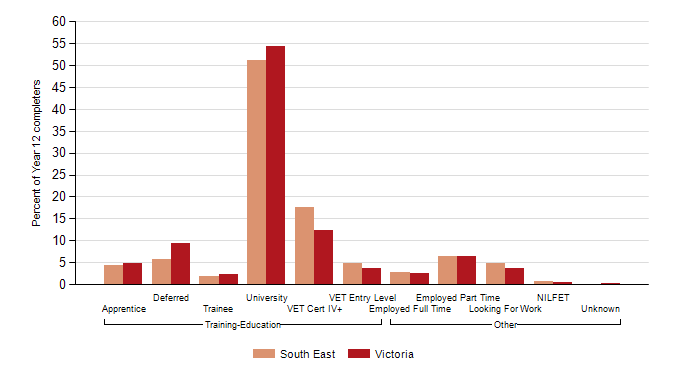 60
55
50
45
40
35
30
25
20
15
10
5
0
Percent of Year 12 completers
Deferred University VET Entry Level Employed Part Time NILFET
Apprentice Trainee VET Cert IV+ Employed Full Time Looking For Work Unknown
Training-Education Other
South East Victoria